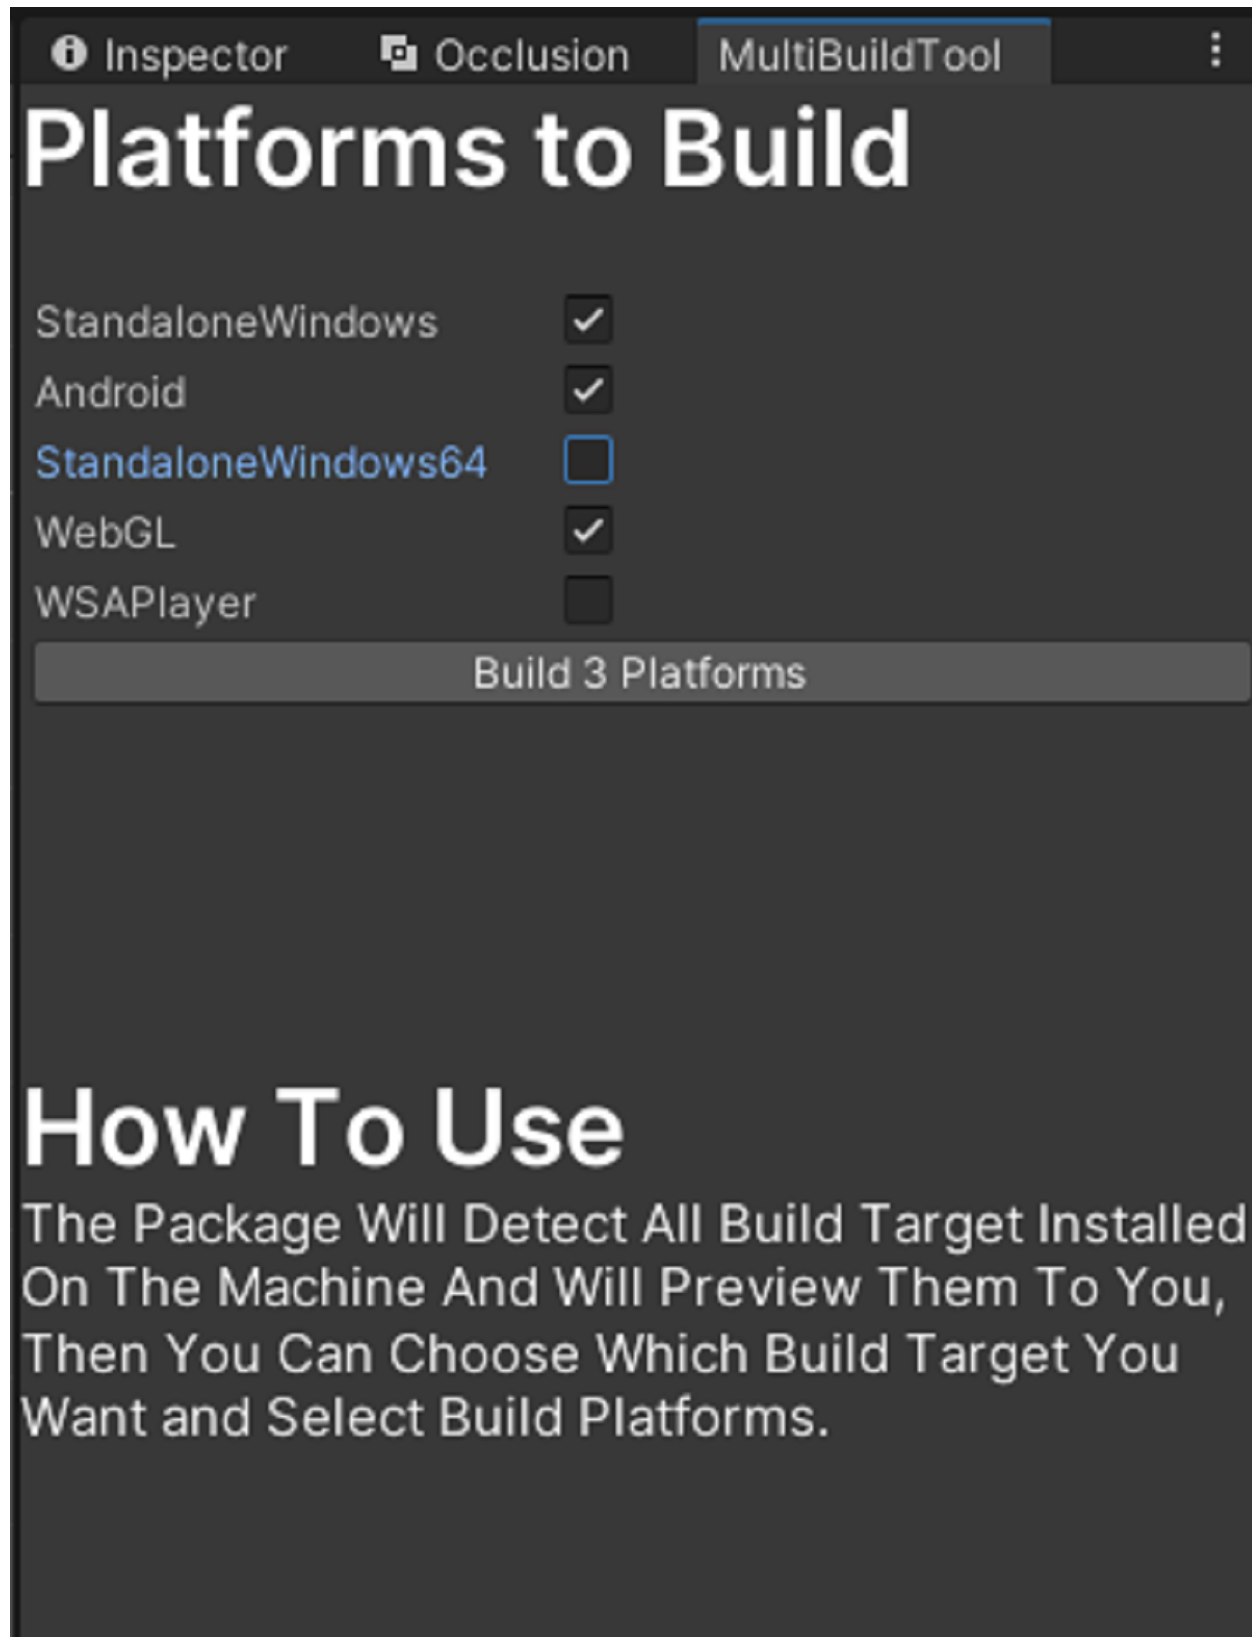 Inspector Occlusion MultiBuildTool
Platforms to Build
StandaloneWindows
Android
StandaloneWindows64
WebGL
WSAPlayer
Build 3 Platforms
How To Use
The Package Will Detect All Build Target Installed
On The Machine And Will Preview Them To You,
Then You Can Choose Which Build Target You
Want and Select Build Platforms.